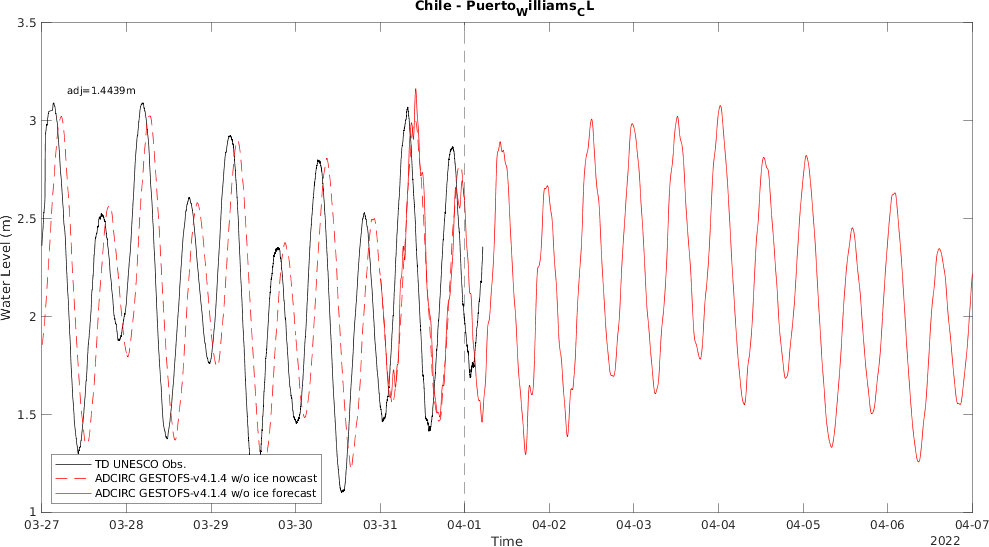 Chile - PuertoWilliamsCL
3.5
adj=1.4439m
3
2.5
Water Level (m)
2
1.5
TD UNESCO Obs.
ADCIRC GESTOFS-v4.1.4 w/o ice nowcast
ADCIRC GESTOFS-v4.1.4 w/o ice forecast
1
03-27 03-28 03-29 03-30 03-31 04-01 04-02 04-03 04-04 04-05 04-06 04-07
Time
2022